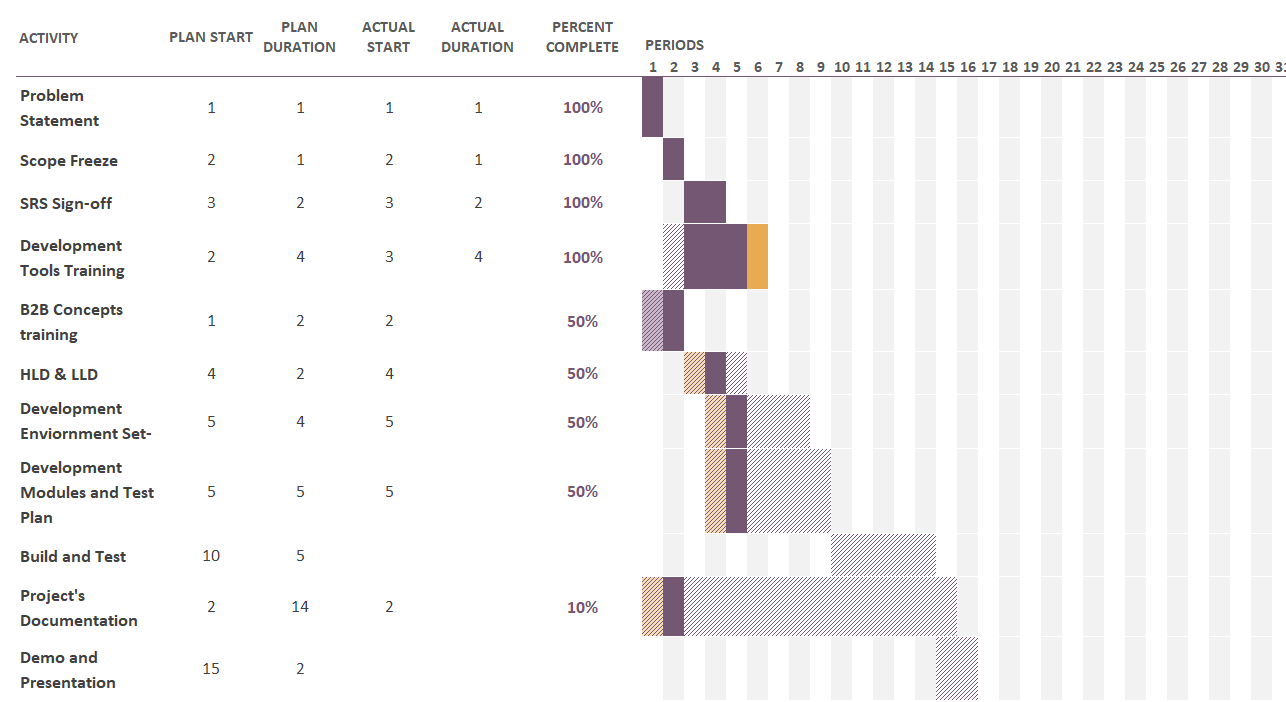 ACTIVITY PLAN START PLAN DURATION ACTUAL START ACTUAL DURATION PERCENT COMPLETE PERIODS
1 2 3 4 5 6 7 8 9 10 11 12 13 14 15 16 17 18 19 20 21 22 23 24 25 26 27 28 29 30 31
Problem
Statement 1 1 1 1 100%
Scope Freeze 2 1 2 1 100%
SRS Sign-off 3 2 3 2 100%
Development
Tools Training 2 4 3 4 100%
B2B Concepts
training 1 2 2 50%
HLD & LLD 4 2 4 50%
Development
Enviornment Set- 5 4 5 50%
Development
Modules and Test
Plan 5 5 5 50%
Build and Test 10 5
Project's
Documentation 2 14 2 10%
Demo and
Presentation 15 2